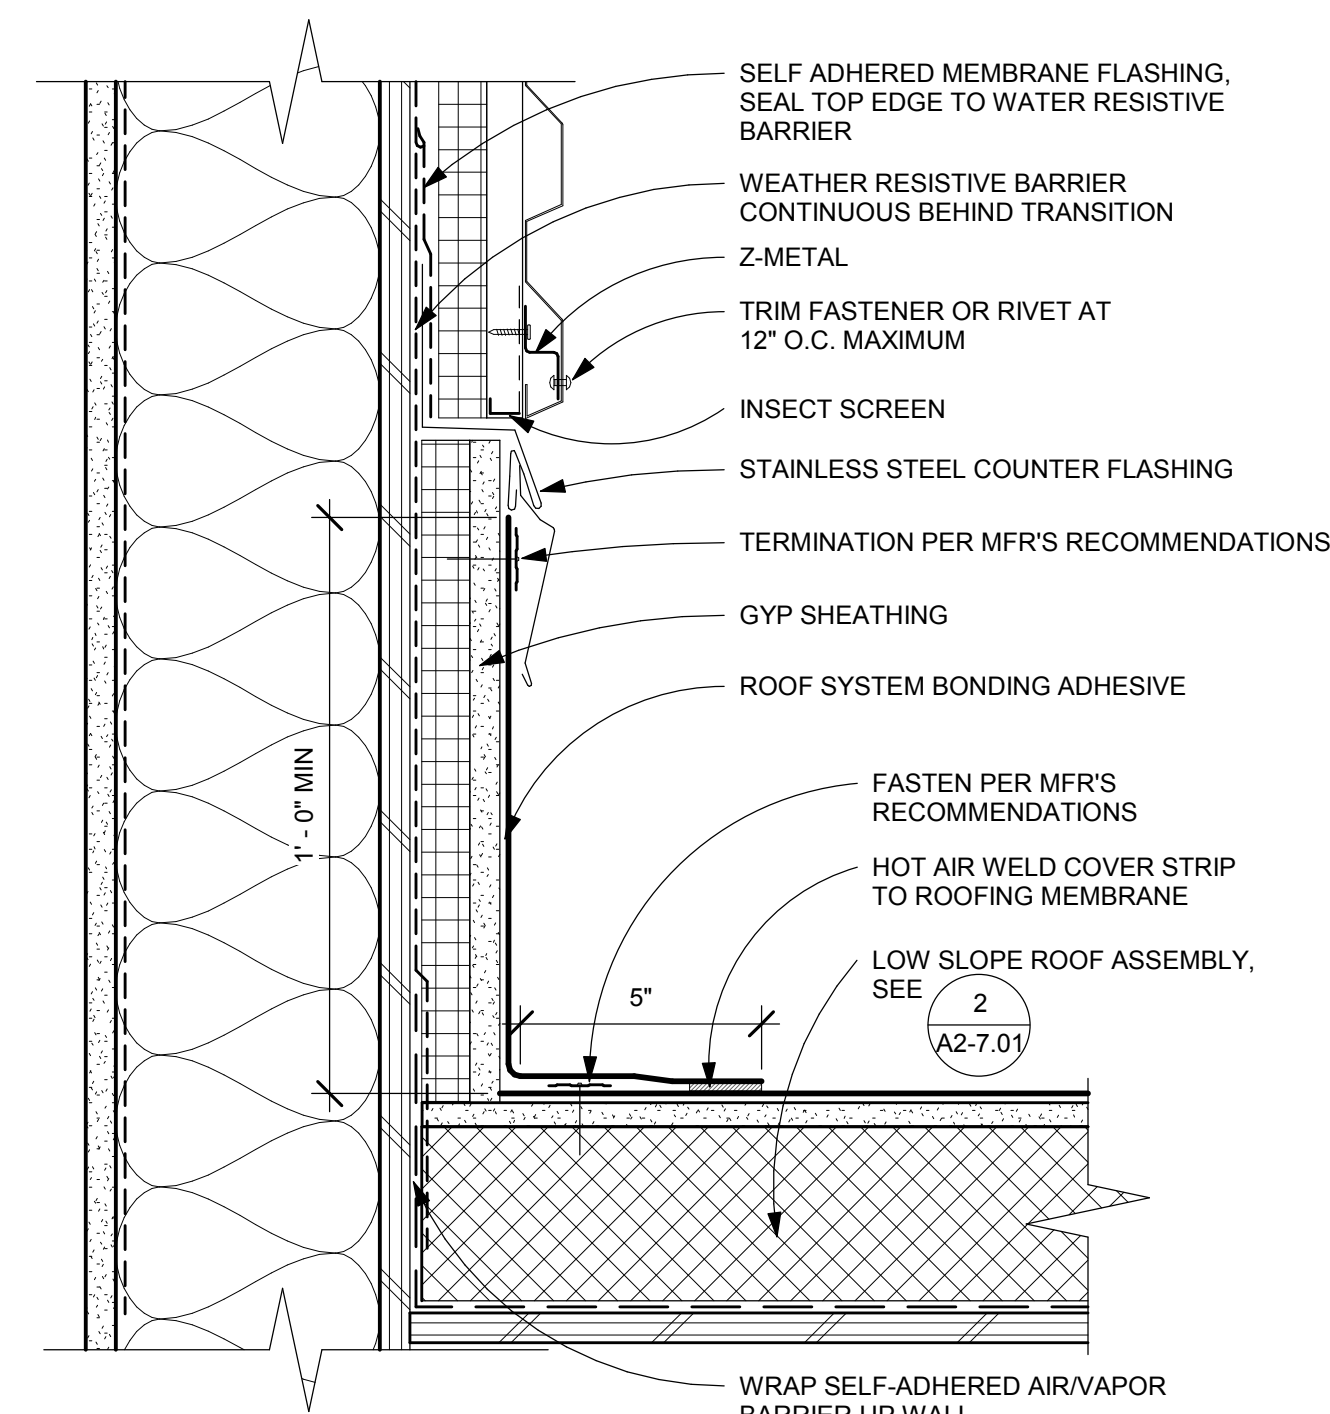 SELF ADHERED MEMBRANE FLASHING,
SEAL TOP EDGE TO WATER RESISTIVE
BARRIER
WEATHER RESISTIVE BARRIER
CONTINUOUS BEHIND TRANSITION
Z-METAL
TRIM FASTENER OR RIVET AT
12" O.C. MAXIMUM
INSECT SCREEN
STAINLESS STEEL COUNTER FLASHING
TERMINATION PER MFR'S RECOMMENDATIONS
GYP SHEATHING
ROOF SYSTEM BONDING ADHESIVE
1' - 0" MIN
FASTEN PER MFR'S
RECOMMENDATIONS
HOT AIR WELD COVER STRIP
TO ROOFING MEMBRANE
LOW SLOPE ROOF ASSEMBLY,
SEE
2
A2-7.01
5"
WRAP SELF-ADHERED AIR/VAPOR
BARRIER UP WALL